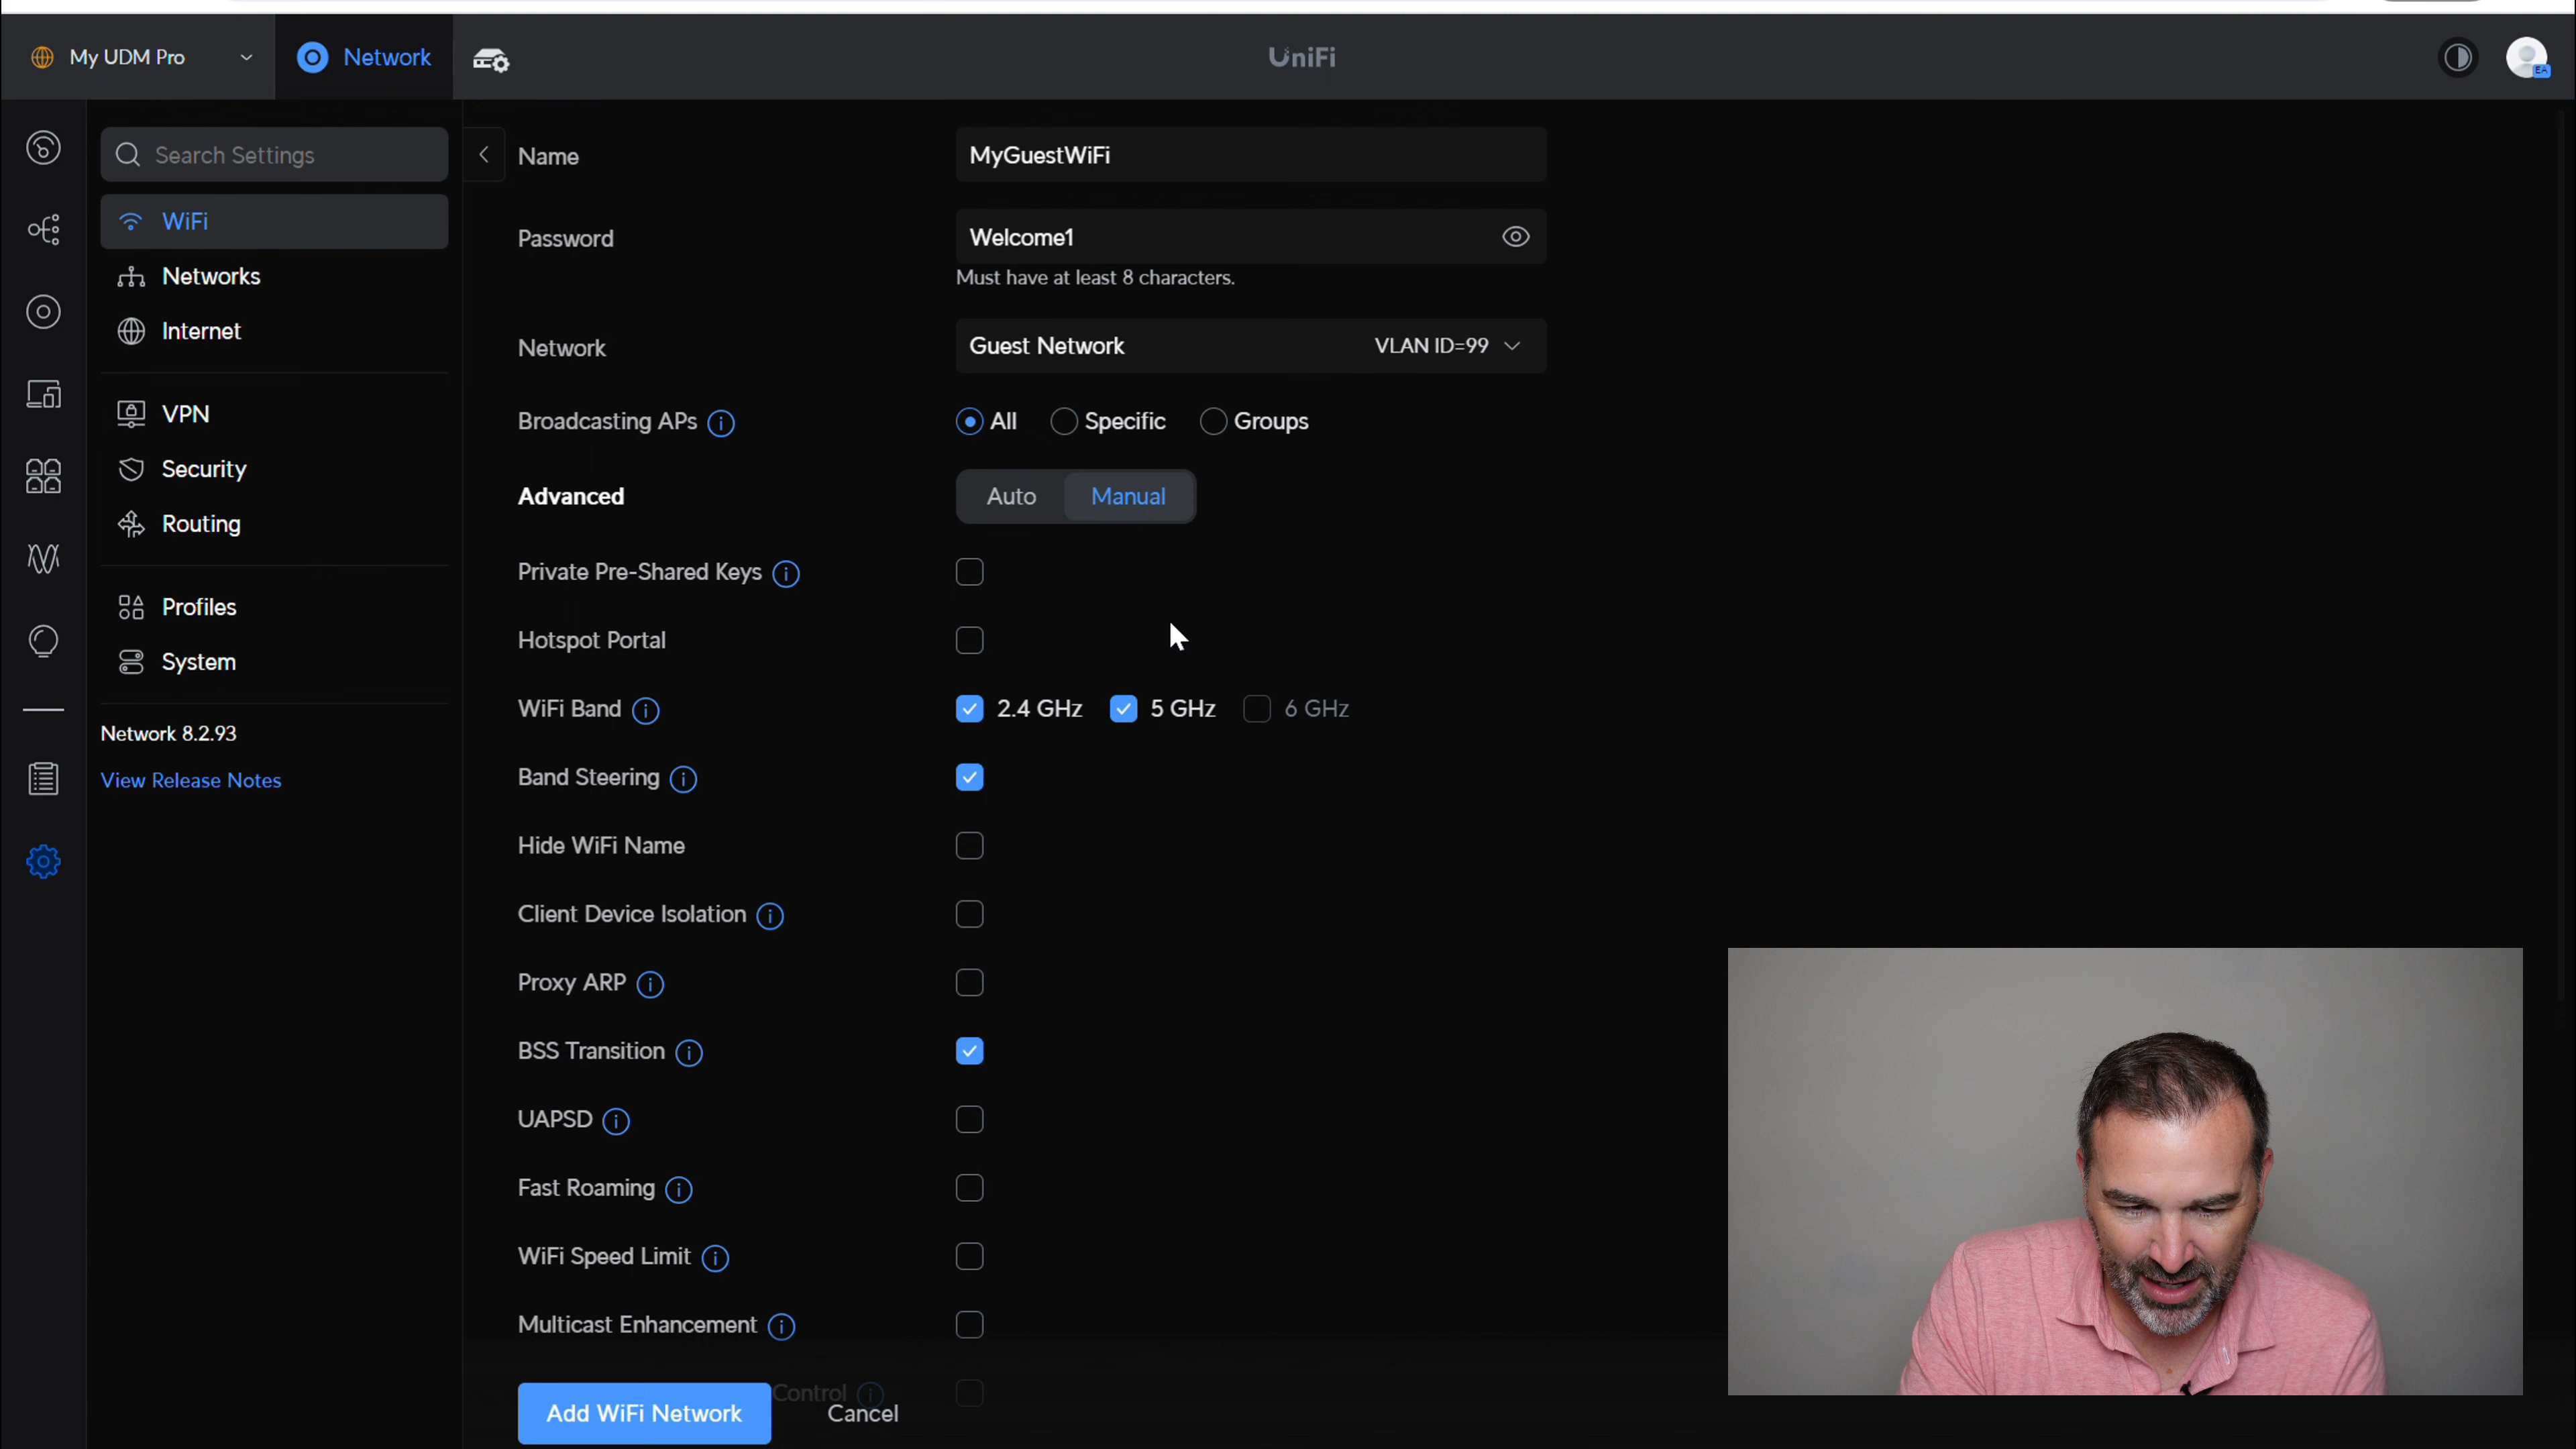 My UDM Pro
Network
UniFi
EA
Search Settings
WiFi
Networks
Internet
VPN
Security
Routing
Profiles
System
Network 8.2.93
View Release Notes
Name
MyGuestWiFi
Password
Welcome1
Must have at least 8 characters.
Network
Guest Network VLAN ID=99
Broadcasting APs
All Specific Groups
Advanced
Auto Manual
Private Pre-Shared Keys
Hotspot Portal
WiFi Band
2.4 GHz 5 GHz 6 GHz
Band Steering
Hide WiFi Name
Client Device Isolation
Proxy ARP
BSS Transition
UAPSD
Fast Roaming
WiFi Speed Limit
Multicast Enhancement
Control
Add WiFi Network Cancel